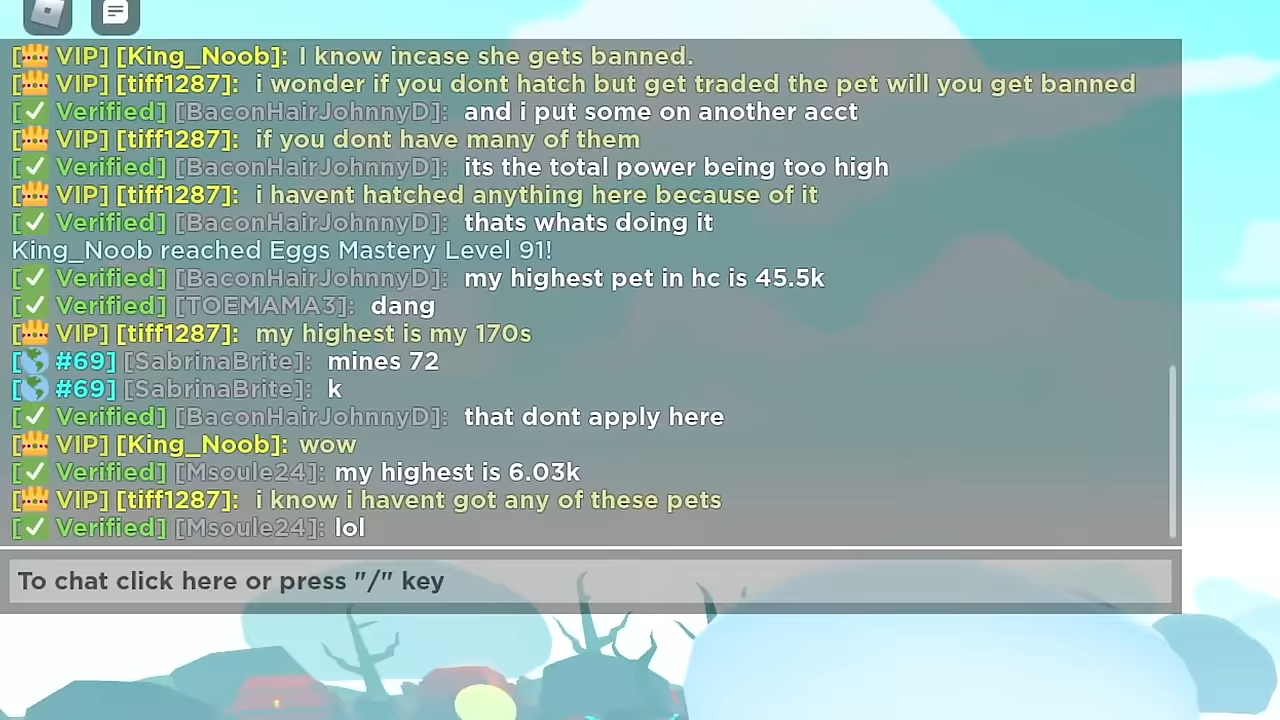 [👑 VIP] [King_Noob]: I know incase she gets banned.
[👑 VIP] [tiff1287]: i wonder if you dont hatch but get traded the pet will you get banned
[✓ Verified] [BaconHairJohnnyD]: and i put some on another acct
[👑 VIP] [tiff1287]: if you dont have many of them
[✓ Verified] [BaconHairJohnnyD]: its the total power being too high
[👑 VIP] [tiff1287]: i havent hatched anything here because of it
[✓ Verified] [BaconHairJohnnyD]: thats whats doing it
King_Noob reached Eggs Mastery Level 91!
[✓ Verified] [BaconHairJohnnyD]: my highest pet in hc is 45.5k
[✓ Verified] [TOEMAMA3]: dang
[👑 VIP] [tiff1287]: my highest is my 170s
[🌎 #69] [SabrinaBrite]: mines 72
[🌎 #69] [SabrinaBrite]: k
[✓ Verified] [BaconHairJohnnyD]: that dont apply here
[👑 VIP] [King_Noob]: wow
[✓ Verified] [Msoule24]: my highest is 6.03k
[👑 VIP] [tiff1287]: i know i havent got any of these pets
[✓ Verified] [Msoule24]: lol
To chat click here or press "/" key